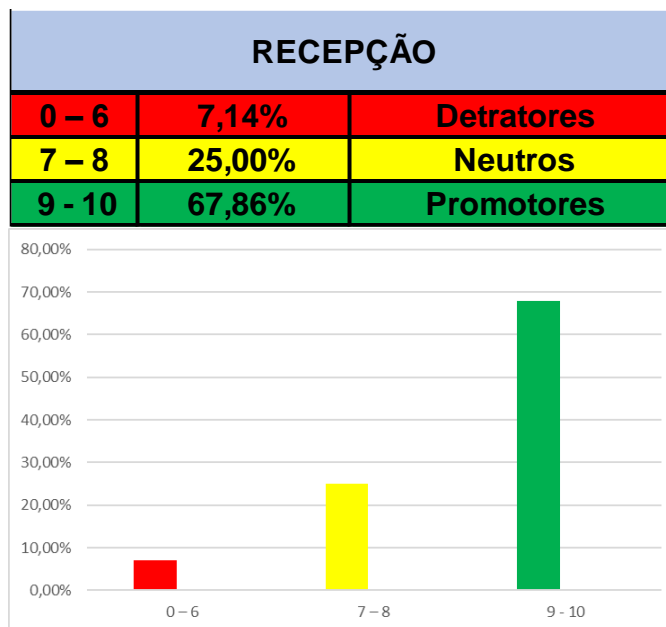 RECEPÇÃO
0 – 6 7,14% Detratores
7 – 8 25,00% Neutros
9 - 10 67,86% Promotores
80,00%
70,00%
60,00%
50,00%
40,00%
30,00%
20,00%
10,00%
0,00%
0 – 6 7 – 8 9 - 10